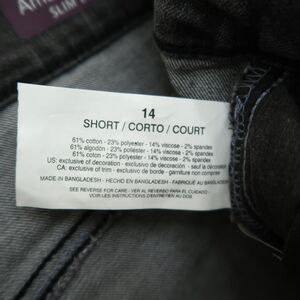 SLIM
14
SHORT / CORTO / COURT
61% cotton - 23% polyester - 14% viscose - 2% spandex
61% algodón - 23% poliéster - 14% viscosa - 2% spandex
61% coton - 23% polyester - 14% viscose - 2% spandex
US: exclusive of decoration - exclusivo de decoración - sauf la décoration
CA: exclusive of trim - exclusivo de borde - garniture non comprise
MADE IN BANGLADESH - HECHO EN BANGLADESH - FABRIQUÉ AU BANGLADESH
SEE REVERSE FOR CARE - VER AL REVERSO PARA EL CUIDADO -
VOIR LES INSTRUCTIONS D'ENTRETIEN AU DOS